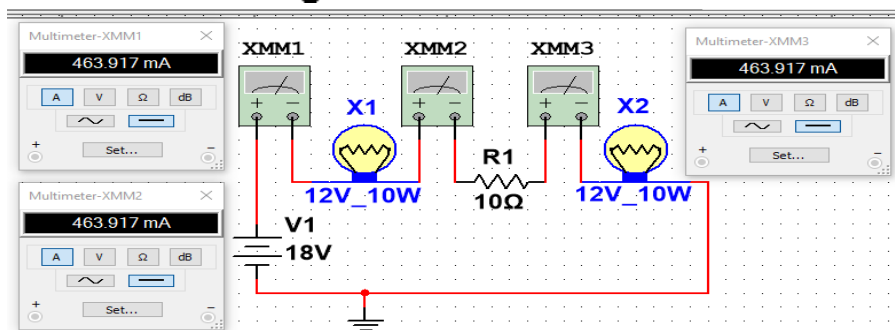 Multimeter-XMM1
463.917 mA
A V Ω dB
+ Set... –
XMM1 XMM2 XMM3
+ – + – + –
X1 X2
R1
12V_10W 10Ω 12V_10W
V1
18V
Multimeter-XMM3
463.917 mA
A V Ω dB
+ Set... –
Multimeter-XMM2
463.917 mA
A V Ω dB
+ Set... –